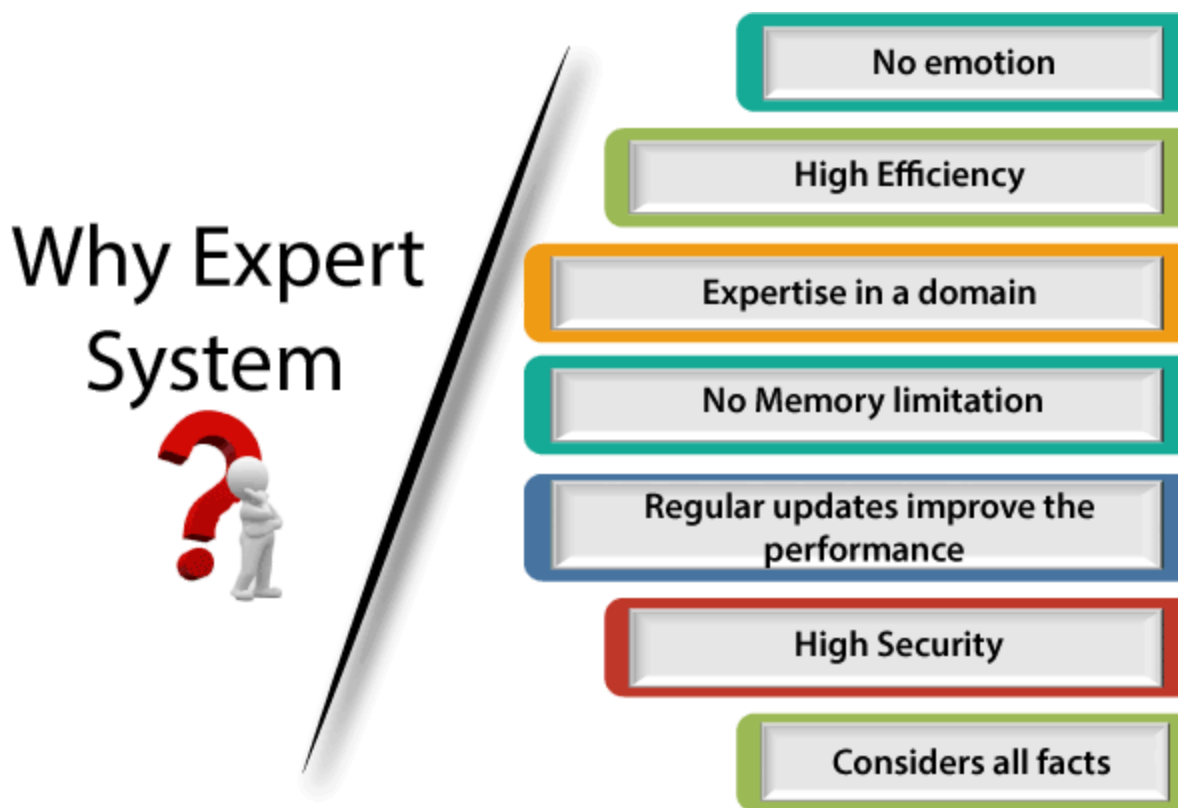 Why Expert
System
No emotion
High Efficiency
Expertise in a domain
No Memory limitation
Regular updates improve the
performance
High Security
Considers all facts